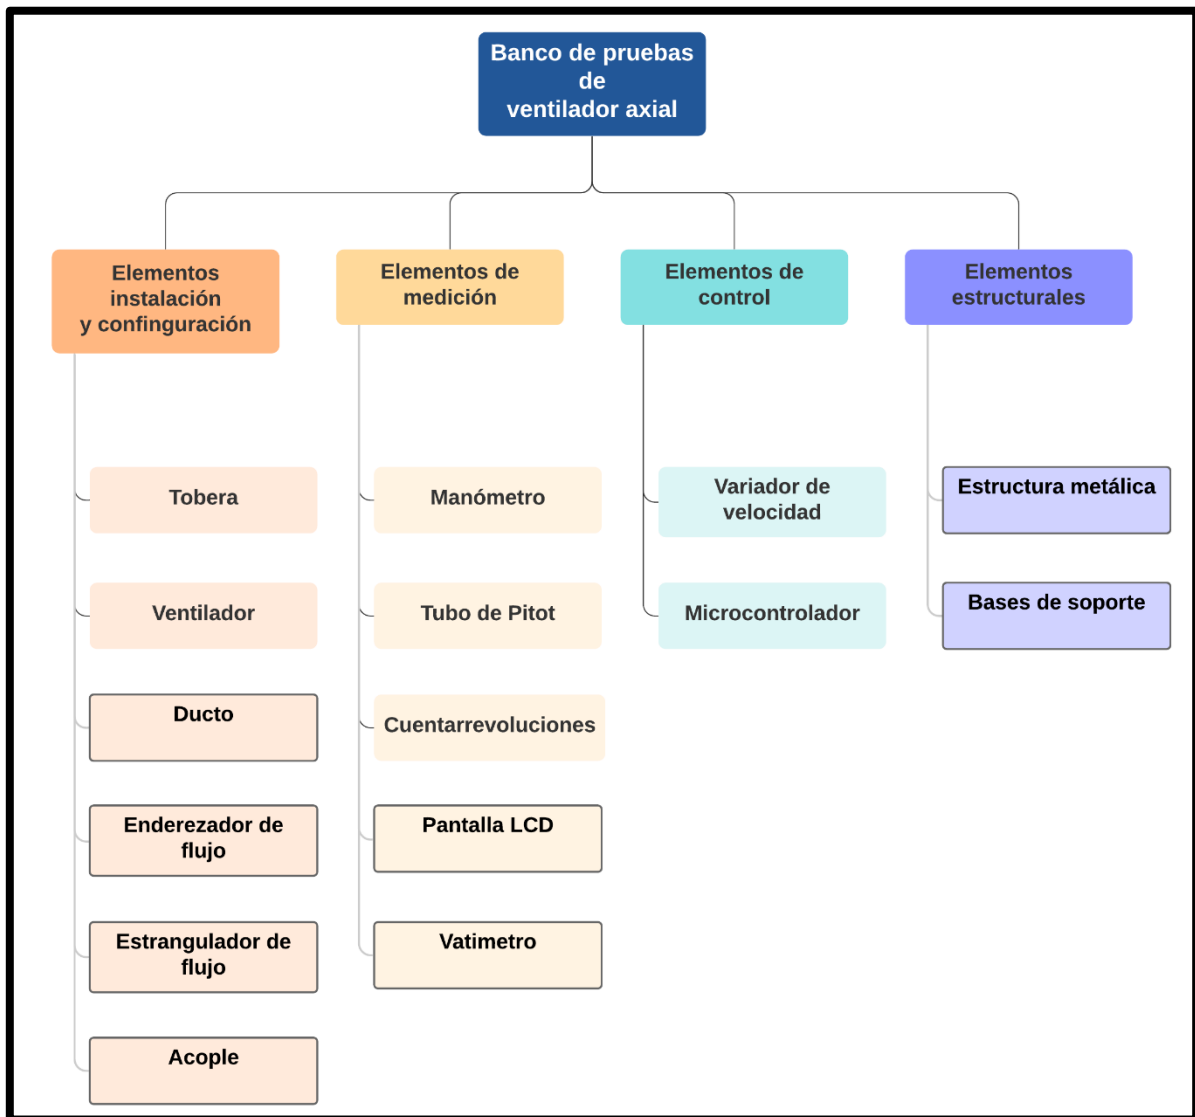 Banco de pruebas
de
ventilador axial
Elementos
instalación
y confinguración
Tobera
Ventilador
Ducto
Enderezador de
flujo
Estrangulador de
flujo
Acople
Elementos de
medición
Manómetro
Tubo de Pitot
Cuentarrevoluciones
Pantalla LCD
Vatimetro
Elementos de
control
Variador de
velocidad
Microcontrolador
Elementos
estructurales
Estructura metálica
Bases de soporte